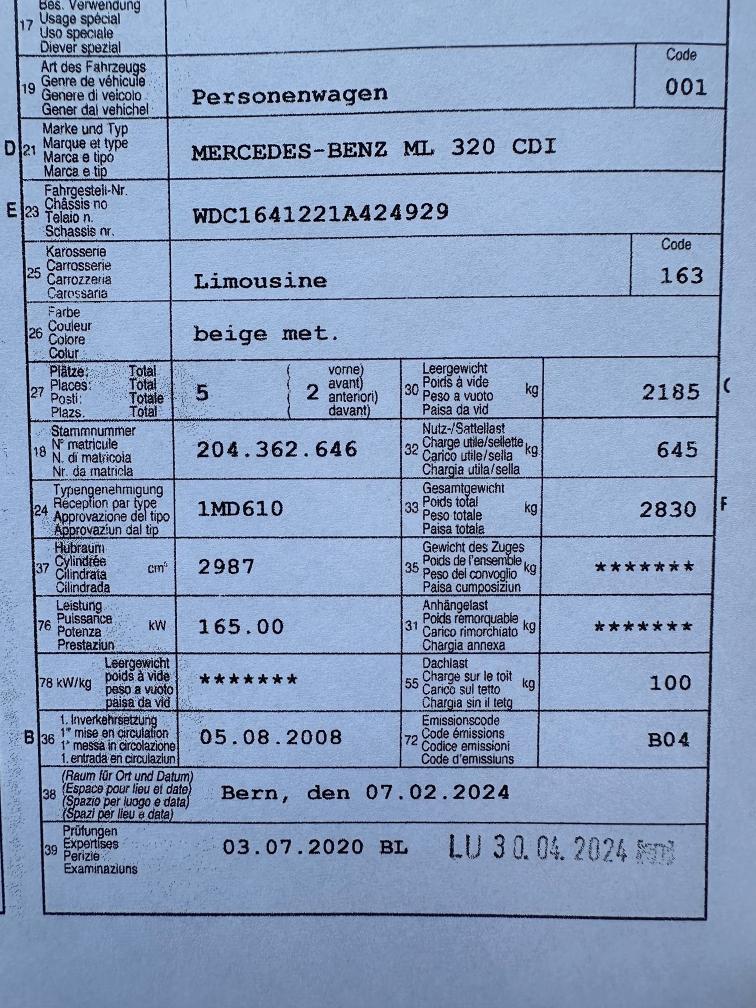 Bes. Verwendung
17 Usage spécial
Uso speciale
Diever spezial
Art des Fahrzeugs
Code
19 Genre de véhicule
Genere di veicolo
Gener dal vehichel
Personenwagen
001
Marke und Typ
D 21 Marque et type
Marca e tipo
Marca e tip
MERCEDES-BENZ ML 320 CDI
Fahrgestell-Nr.
E 23 Châssis no
Telaio n.
Schassis nr.
WDC1641221A424929
Karosserie
Code
25 Carrosserie
Carrozzeria
Carossaria
Limousine
163
Farbe
26 Couleur
Colore
Colur
beige met.
Plätze: Total
27 Places: Total
Posti: Totale
Plazs. Total
5
( vorne)
( 2 avant)
( anteriori)
( davant)
Leergewicht
30 Poids à vide kg
Peso a vuoto
Paisa da vid
2185
C
Stammnummer
18 N° matricule
N. di matricola
Nr. da matricla
204.362.646
Nutz-/Sattellast
32 Charge utile/sellette kg
Carico utile/sella
Chargia utila/sella
645
Typengenehmigung
24 Réception par type
Approvazione del tipo
Approvaziun dal tip
1MD610
Gesamtgewicht
33 Poids total kg
Peso totale
Paisa totala
2830
F
Hubraum
37 Cylindrée cm³
Cilindrata
Cilindrada
2987
Gewicht des Zuges
35 Poids de l'ensemble kg
Peso del convoglio
Paisa cumposiziun
*******
Leistung
76 Puissance kW
Potenza
Prestaziun
165.00
Anhängelast
31 Poids remorquable kg
Carico rimorchiato
Chargia annexa
*******
Leergewicht
78 kW/kg poids à vide
peso a vuoto
paisa da vid
*******
Dachlast
55 Charge sur le toit kg
Carico sul tetto
Chargia sin il tetg
100
1. Inverkehrsetzung
B 36 1re mise en circulation
1a messa in circolazione
1. entrada en circulaziun
05.08.2008
Emissionscode
72 Code émissions
Codice emissioni
Code d'emissiuns
B04
(Raum für Ort und Datum)
38 (Espace pour lieu et date)
(Spazio per luogo e data)
(Spazi per lieu e data)
Bern, den 07.02.2024
Prüfungen
39 Expertises
Perizie
Examinaziuns
03.07.2020 BL
LU 30.04.2024